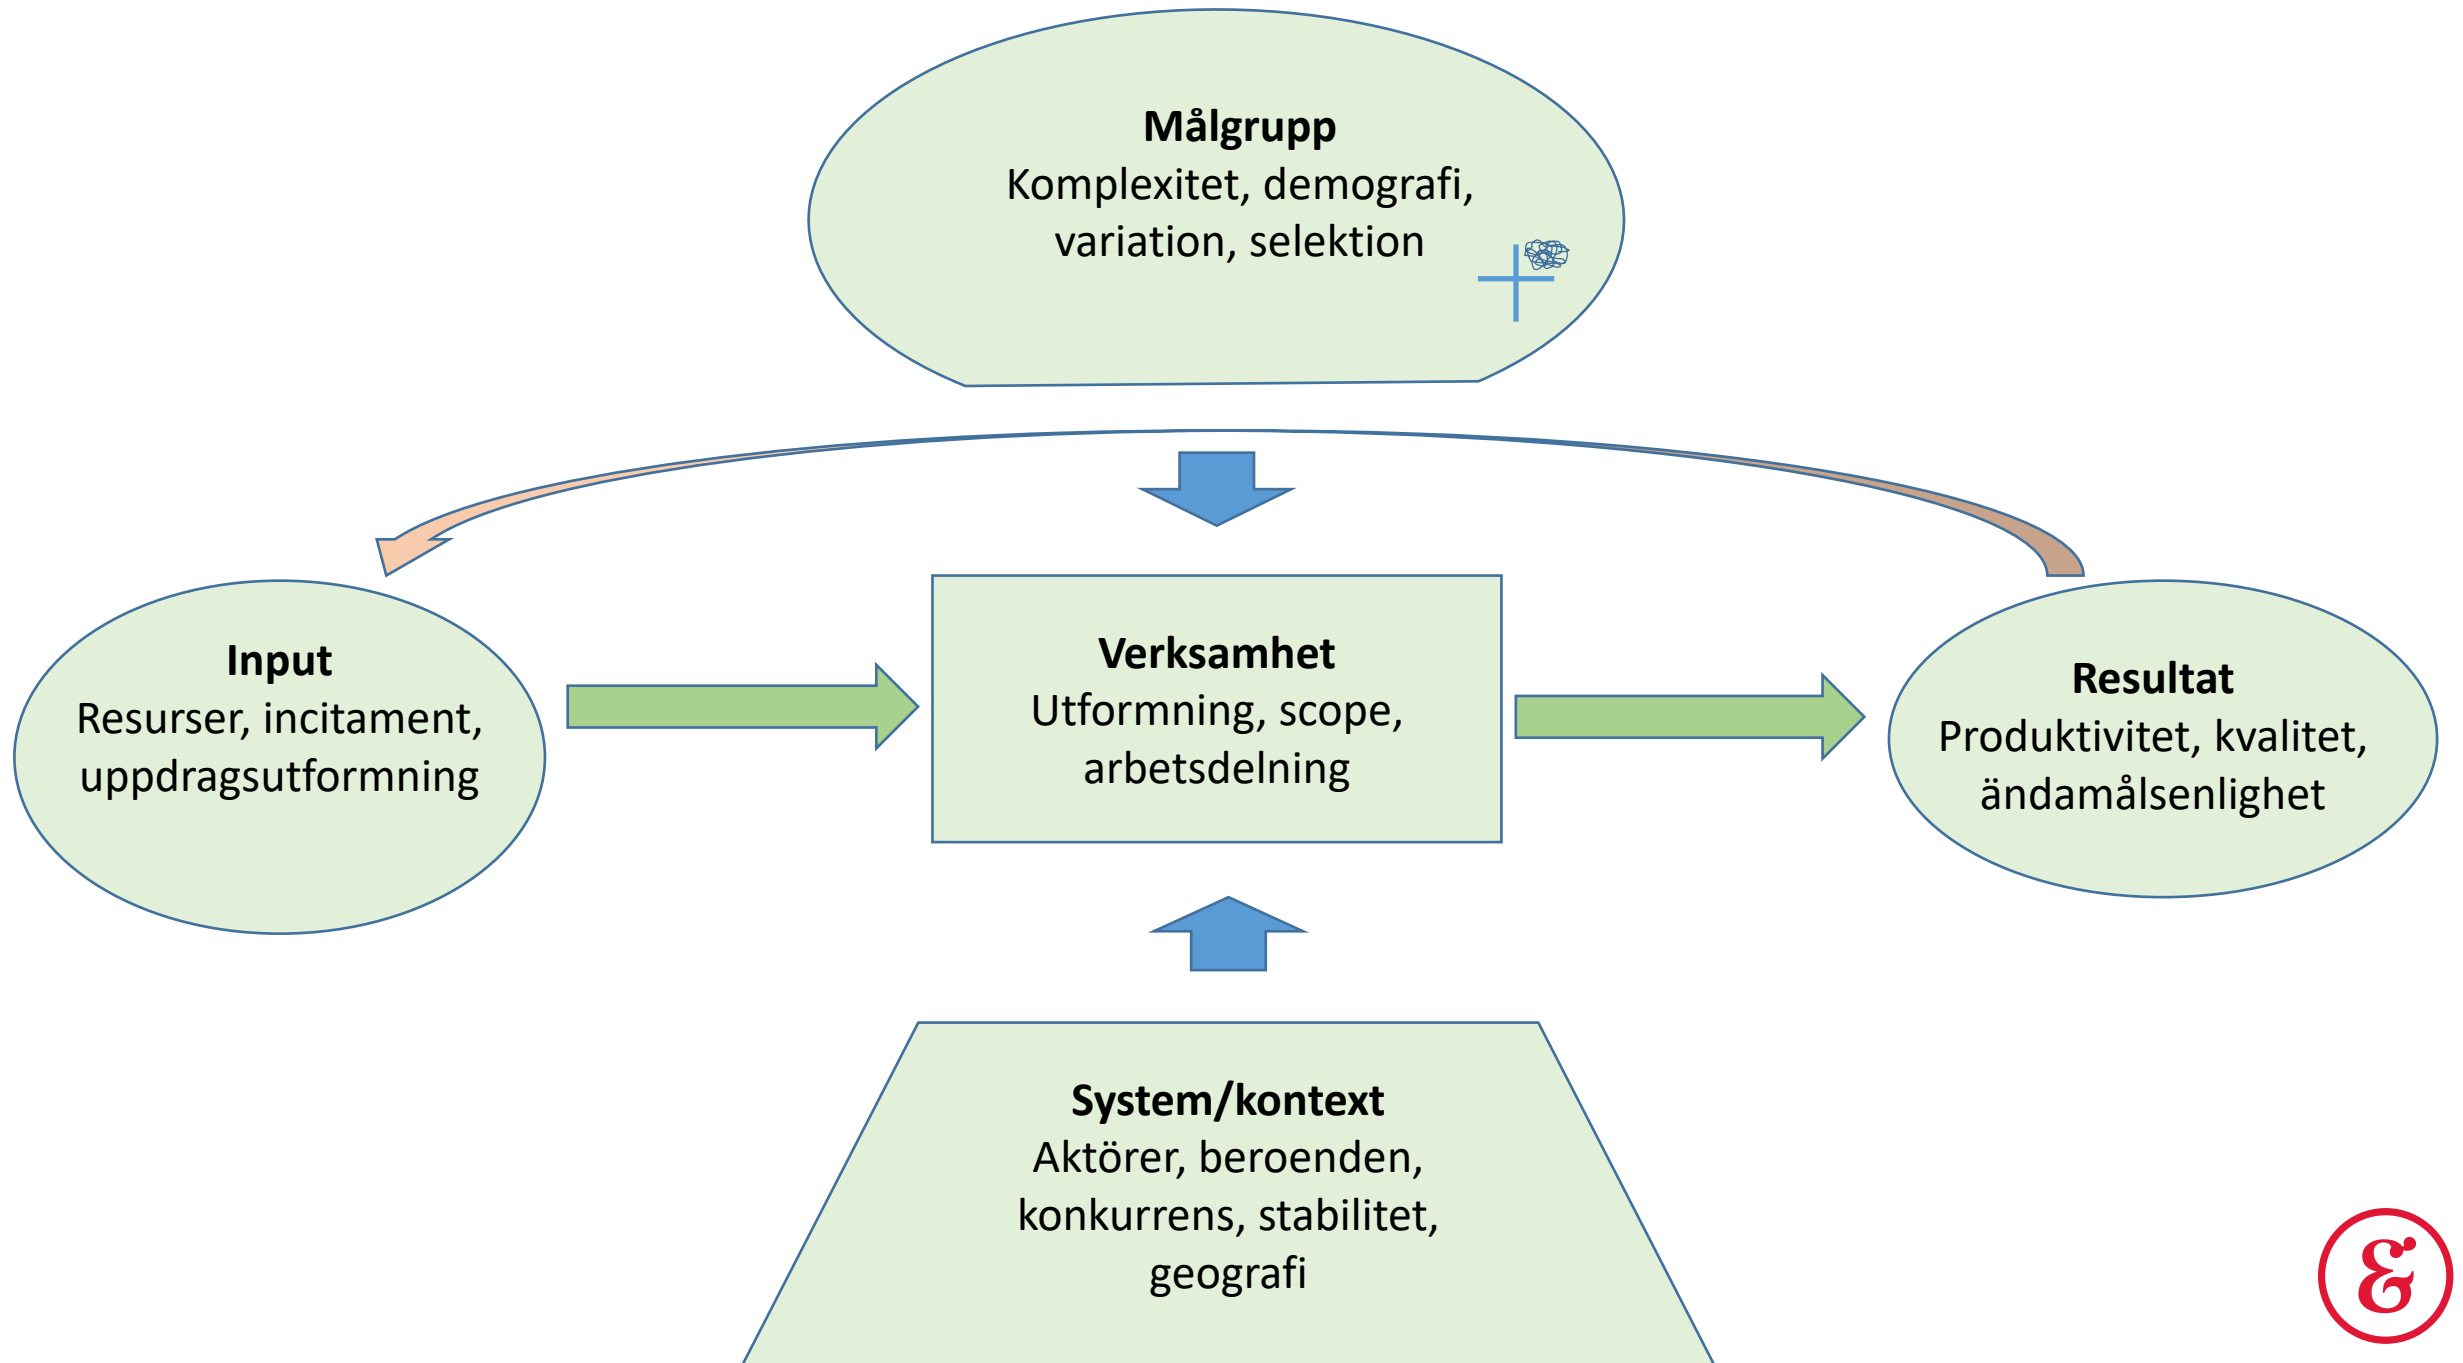 Målgrupp
Komplexitet, demografi,
variation, selektion
Input
Resurser, incitament,
uppdragsutformning
Verksamhet
Utformning, scope,
arbetsdelning
Resultat
Produktivitet, kvalitet,
ändamålsenlighet
System/kontext
Aktörer, beroenden,
konkurrens, stabilitet,
geografi
&